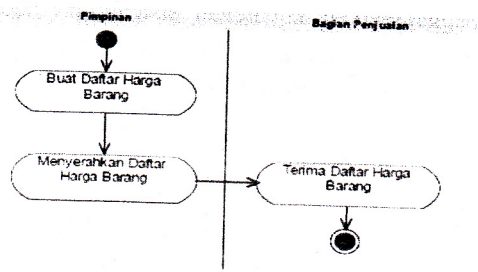 Pimpinan
Bagian Penjualan
Buat Daftar Harga
Barang
Menyerahkan Daftar
Harga Barang
Terima Daftar Harga
Barang